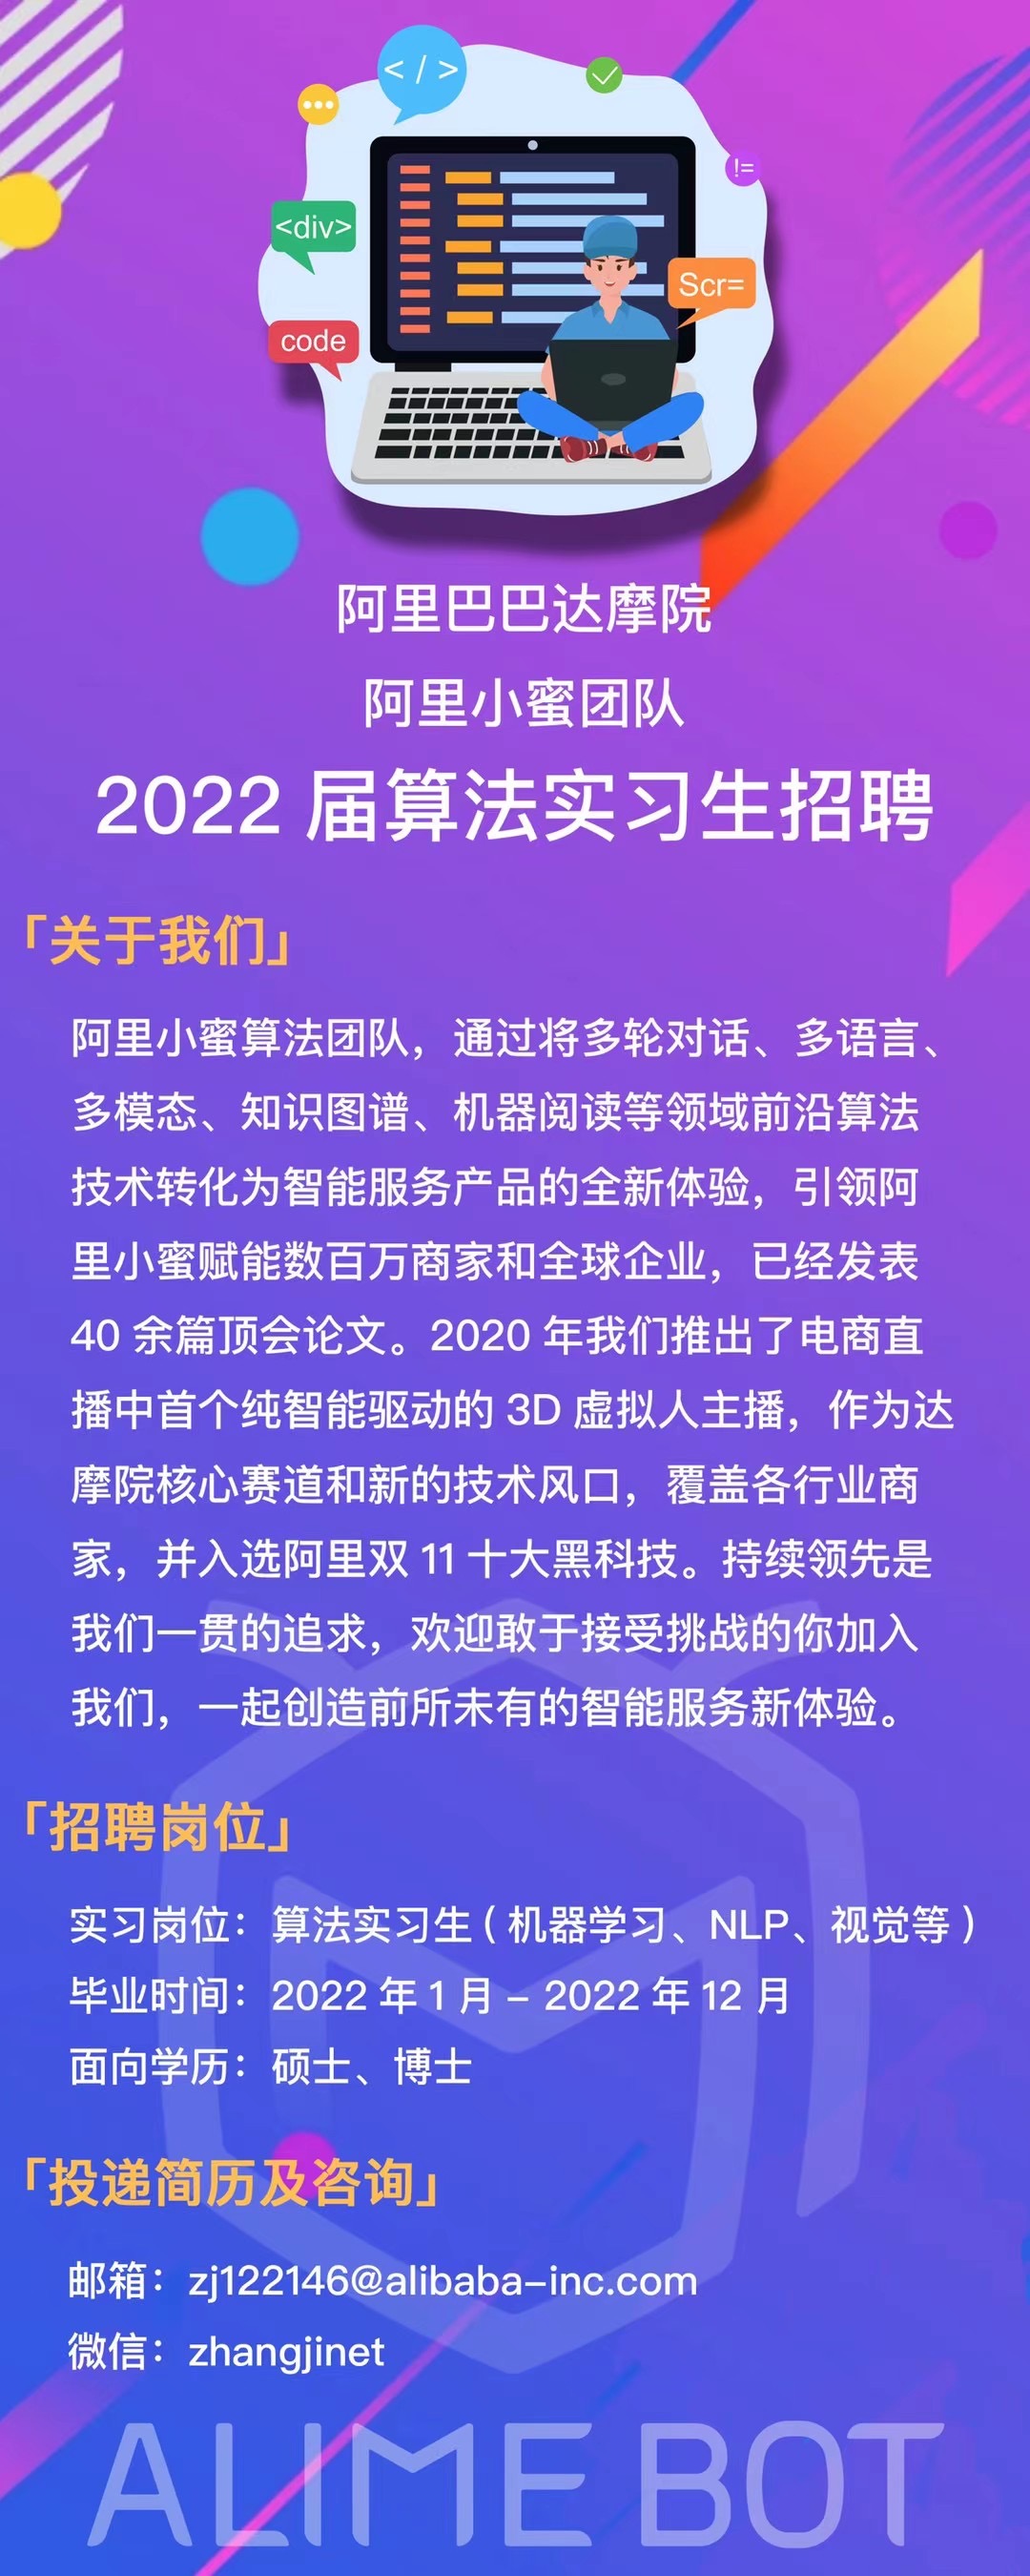 </>
!=
<div>
Scr=
code
阿里巴巴达摩院
阿里小蜜团队
2022 届算法实习生招聘
「关于我们」
阿里小蜜算法团队，通过将多轮对话、多语言、
多模态、知识图谱、机器阅读等领域前沿算法
技术转化为智能服务产品的全新体验，引领阿
里小蜜赋能数百万商家和全球企业，已经发表
40 余篇顶会论文。2020 年我们推出了电商直
播中首个纯智能驱动的 3D 虚拟人主播，作为达
摩院核心赛道和新的技术风口，覆盖各行业商
家，并入选阿里双 11 十大黑科技。持续领先是
我们一贯的追求，欢迎敢于接受挑战的你加入
我们，一起创造前所未有的智能服务新体验。
「招聘岗位」
实习岗位：算法实习生（机器学习、NLP、视觉等）
毕业时间：2022 年 1 月 – 2022 年 12 月
面向学历：硕士、博士
「投递简历及咨询」
邮箱：zj122146@alibaba-inc.com
微信：zhangjinet
ALIME BOT